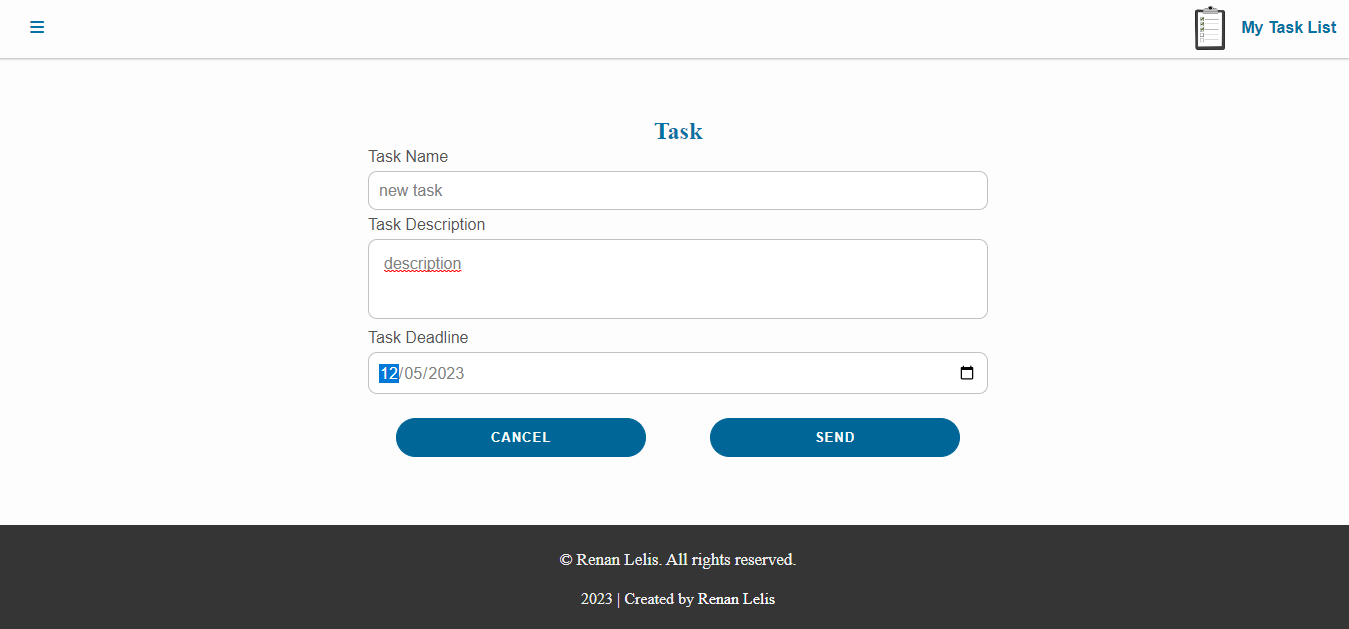 My Task List
Task
Task Name
new task
Task Description
description
Task Deadline
12/05/2023
CANCEL SEND
© Renan Lelis. All rights reserved.
2023 | Created by Renan Lelis